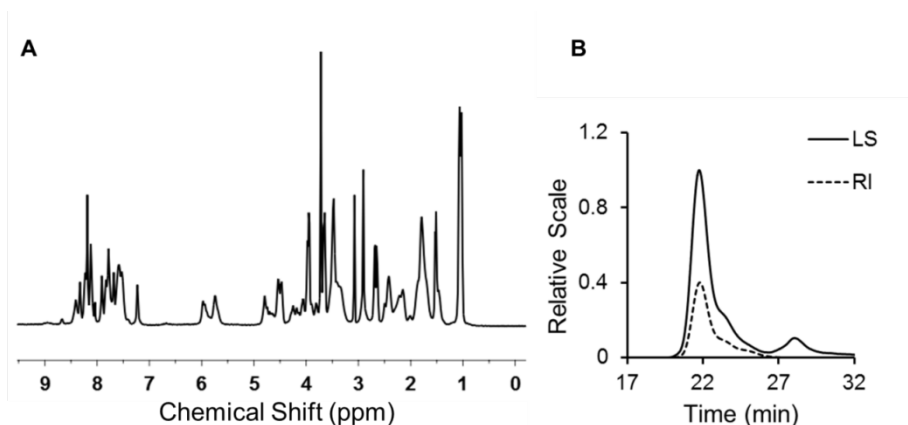 A
9 8 7 6 5 4 3 2 1 0
Chemical Shift (ppm)
B
1.2
0.8
0.4
0
Relative Scale
LS
RI
17 22 27 32
Time (min)